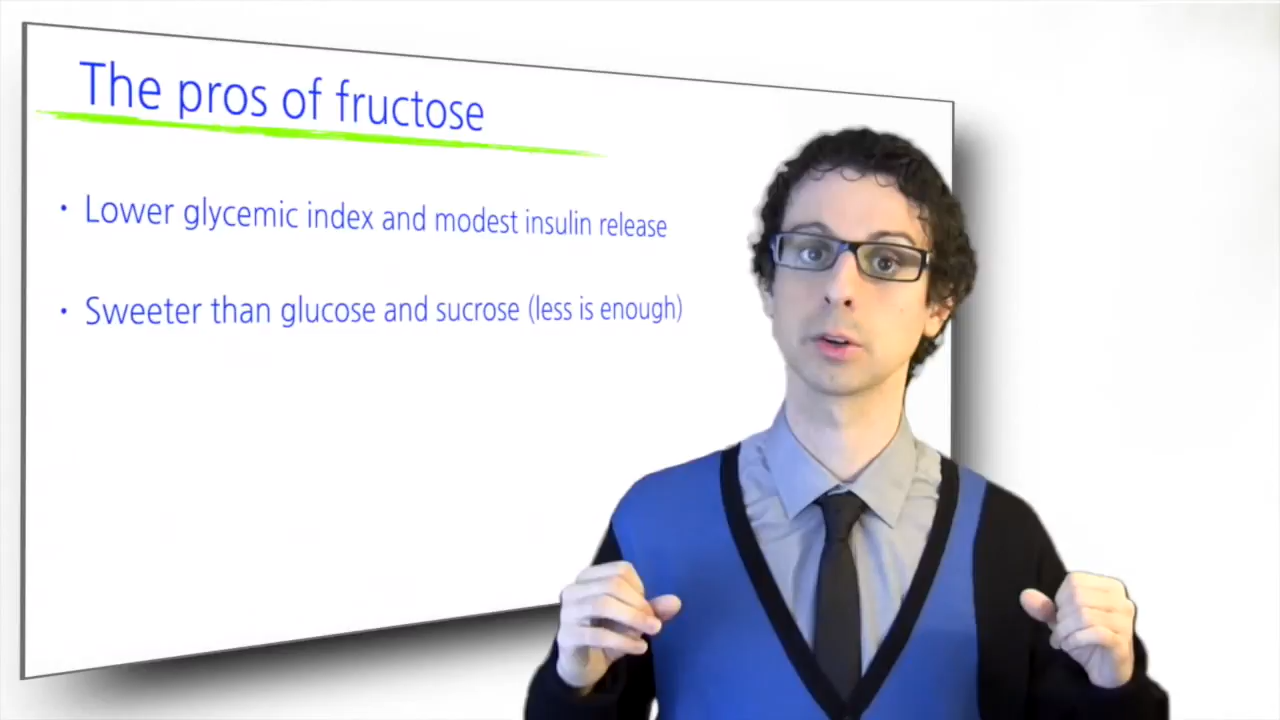 The pros of fructose
• Lower glycemic index and modest insulin release
• Sweeter than glucose and sucrose (less is enough)